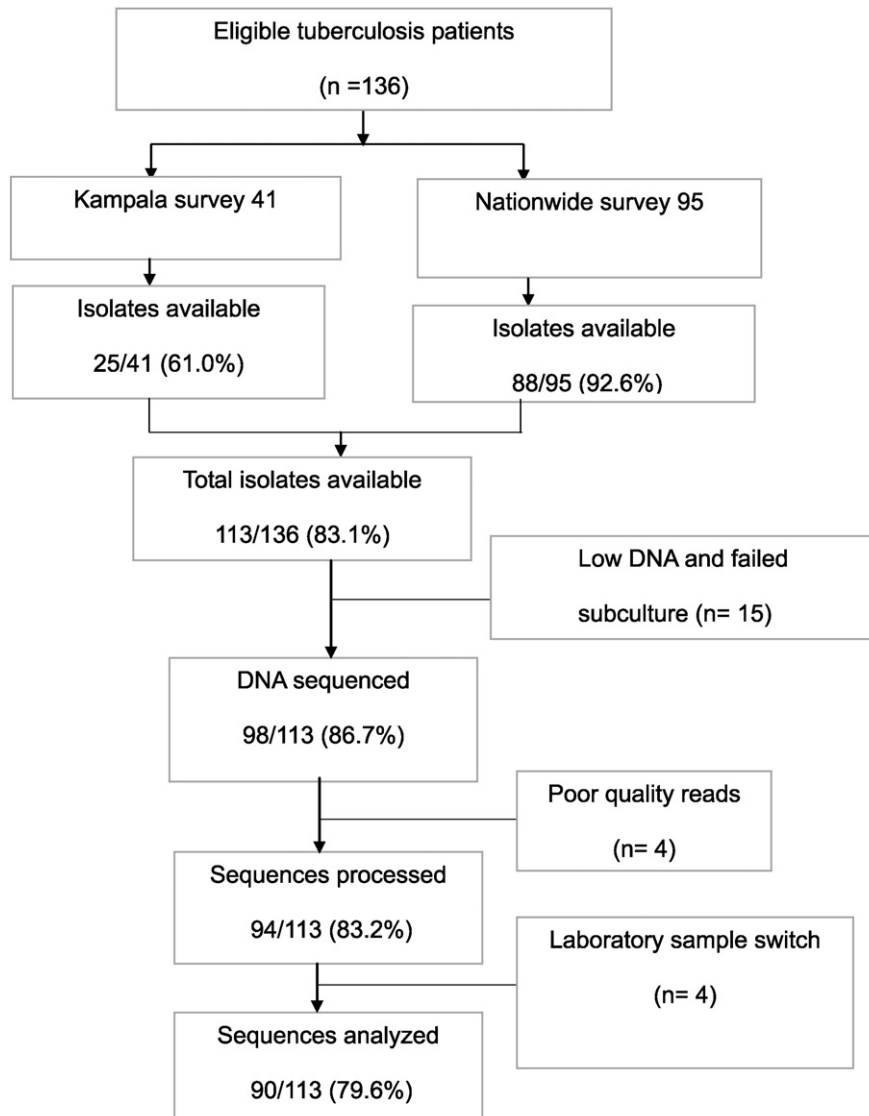 Eligible tuberculosis patients
(n =136)
Kampala survey 41
Nationwide survey 95
Isolates available
25/41 (61.0%)
Isolates available
88/95 (92.6%)
Total isolates available
113/136 (83.1%)
Low DNA and failed
subculture (n= 15)
DNA sequenced
98/113 (86.7%)
Poor quality reads
(n= 4)
Sequences processed
94/113 (83.2%)
Laboratory sample switch
(n= 4)
Sequences analyzed
90/113 (79.6%)